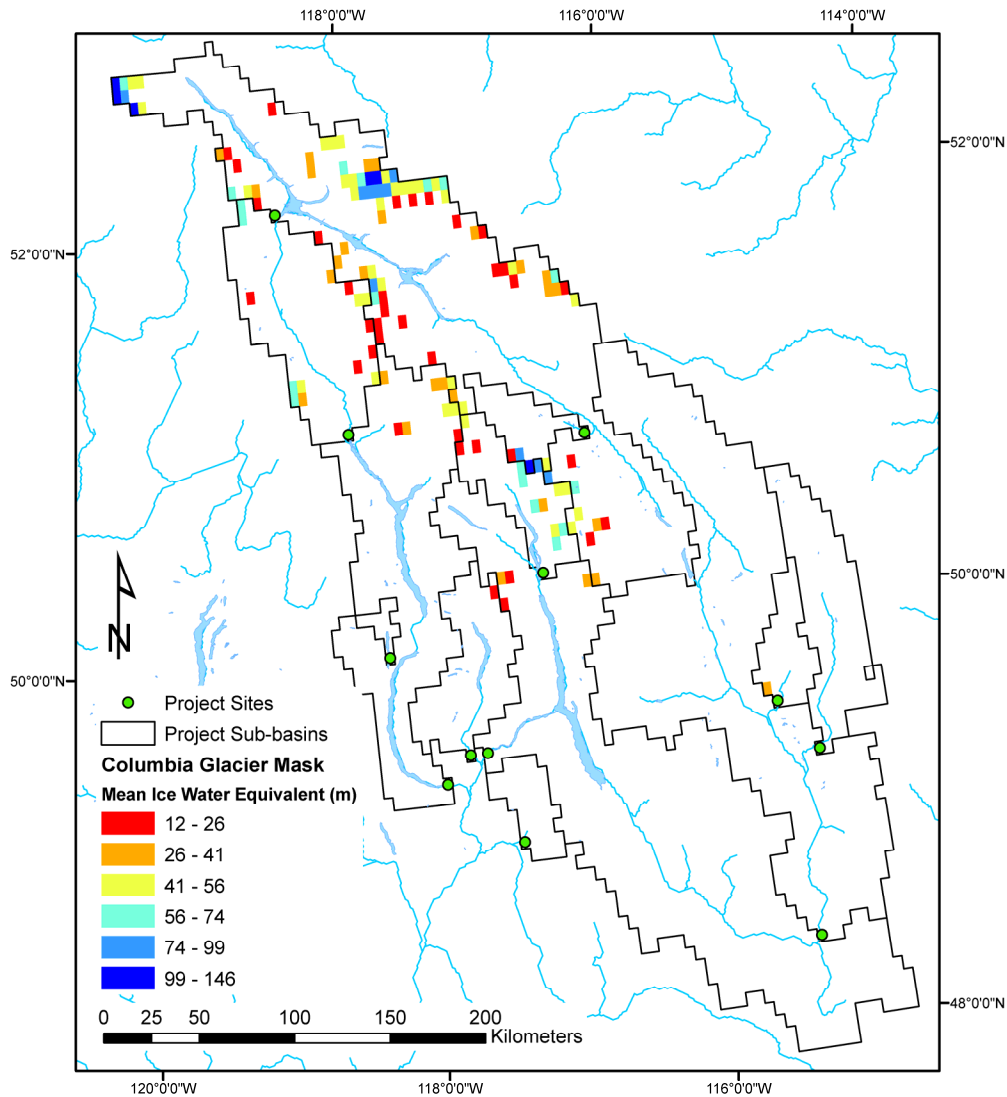 118°0'0"W 116°0'0"W 114°0'0"W
52°0'0"N
52°0'0"N
50°0'0"N
N
50°0'0"N
Project Sites
Project Sub-basins
Columbia Glacier Mask
Mean Ice Water Equivalent (m)
12 - 26
26 - 41
41 - 56
56 - 74
74 - 99
99 - 146
48°0'0"N
0 25 50 100 150 200
Kilometers
120°0'0"W 118°0'0"W 116°0'0"W